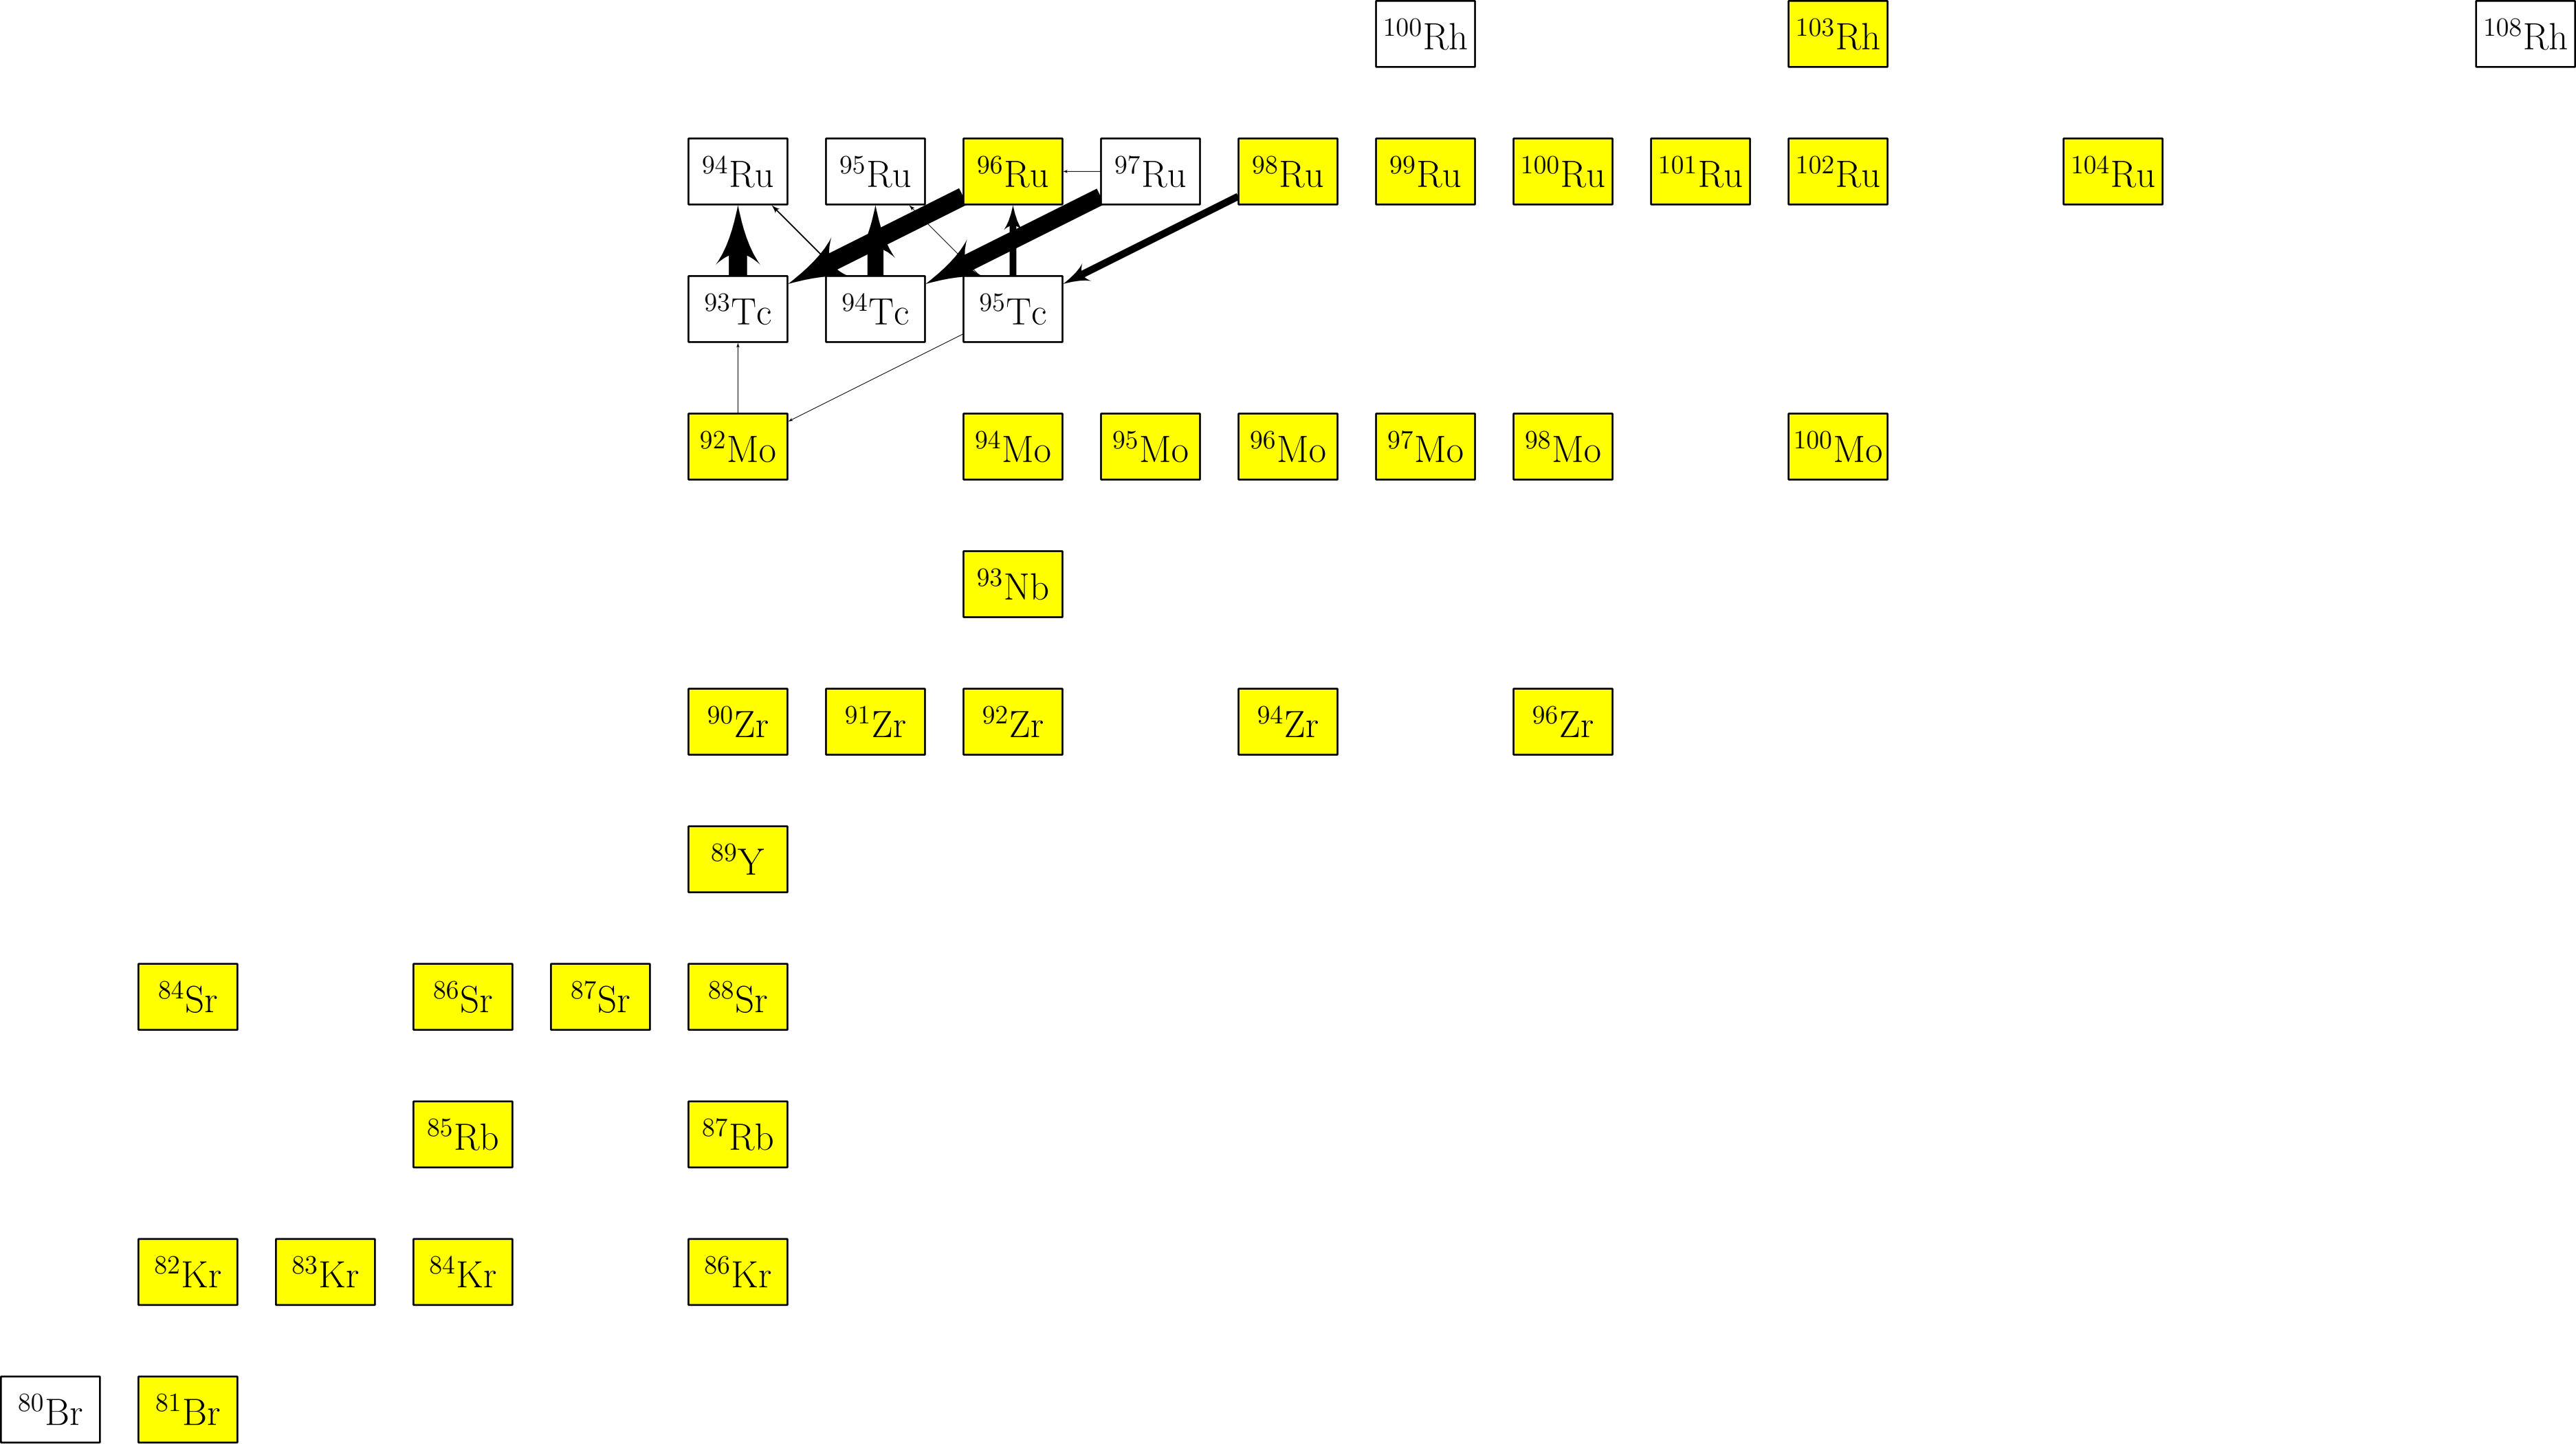 ¹⁰⁰Rh ¹⁰³Rh ¹⁰⁸Rh
⁹⁴Ru ⁹⁵Ru ⁹⁶Ru ⁹⁷Ru ⁹⁸Ru ⁹⁹Ru ¹⁰⁰Ru ¹⁰¹Ru ¹⁰²Ru ¹⁰⁴Ru
⁹³Tc ⁹⁴Tc ⁹⁵Tc
⁹²Mo ⁹⁴Mo ⁹⁵Mo ⁹⁶Mo ⁹⁷Mo ⁹⁸Mo ¹⁰⁰Mo
⁹³Nb
⁹⁰Zr ⁹¹Zr ⁹²Zr ⁹⁴Zr ⁹⁶Zr
⁸⁹Y
⁸⁴Sr ⁸⁶Sr ⁸⁷Sr ⁸⁸Sr
⁸⁵Rb ⁸⁷Rb
⁸²Kr ⁸³Kr ⁸⁴Kr ⁸⁶Kr
⁸⁰Br ⁸¹Br